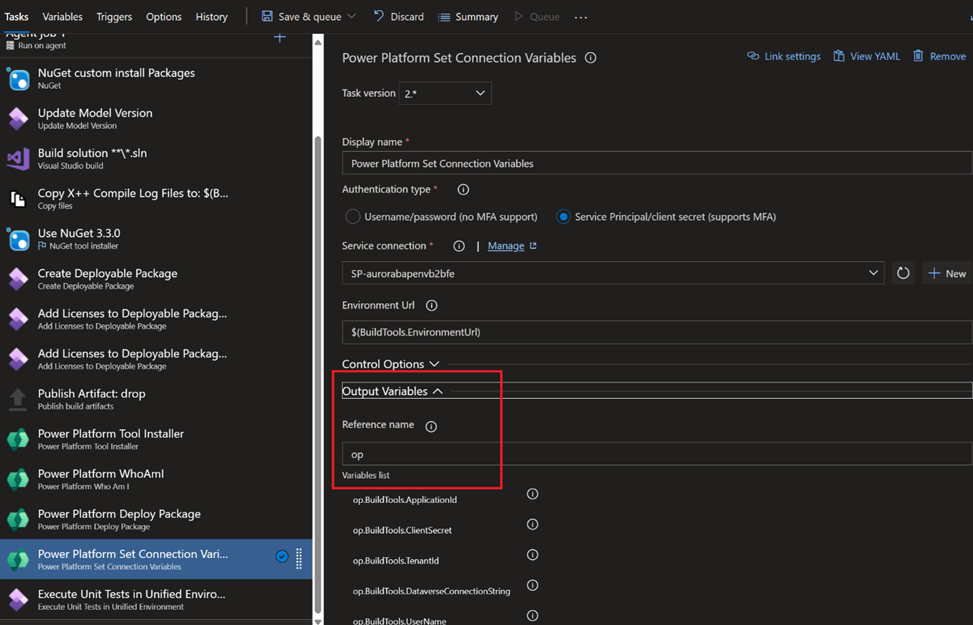 Tasks Variables Triggers Options History Save & queue Discard Summary Queue ...
Agent job 1
Run on agent
NuGet custom install Packages
NuGet
Update Model Version
Update Model Version
Build solution **\*.sln
Visual Studio build
Copy X++ Compile Log Files to: $(B...
Copy files
Use NuGet 3.3.0
NuGet tool installer
Create Deployable Package
Create Deployable Package
Add Licenses to Deployable Packag...
Add Licenses to Deployable Package
Add Licenses to Deployable Packag...
Add Licenses to Deployable Package
Publish Artifact: drop
Publish build artifacts
Power Platform Tool Installer
Power Platform Tool Installer
Power Platform WhoAmI
Power Platform Who Am I
Power Platform Deploy Package
Power Platform Deploy Package
Power Platform Set Connection Vari...
Power Platform Set Connection Variables
Execute Unit Tests in Unified Enviro...
Execute Unit Tests in Unified Environment
Power Platform Set Connection Variables Link settings View YAML Remove
Task version 2.*
Display name *
Power Platform Set Connection Variables
Authentication type *
Username/password (no MFA support) Service Principal/client secret (supports MFA)
Service connection * | Manage
SP-aurorabapenvb2bfe New
Environment Url
$(BuildTools.EnvironmentUrl)
Control Options
Output Variables
Reference name
op
Variables list
op.BuildTools.ApplicationId
op.BuildTools.ClientSecret
op.BuildTools.TenantId
op.BuildTools.DataverseConnectionString
op.BuildTools.UserName